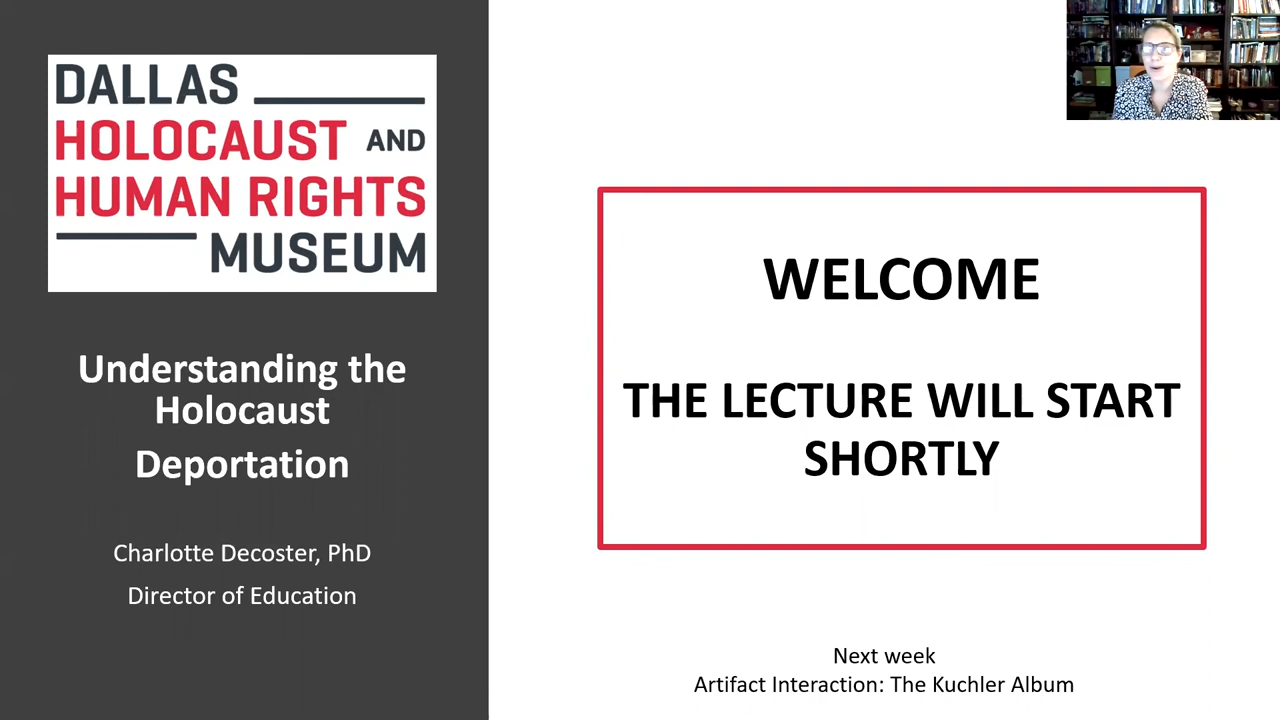 DALLAS
HOLOCAUST AND
HUMAN RIGHTS
MUSEUM
Understanding the
Holocaust
Deportation
Charlotte Decoster, PhD
Director of Education
WELCOME
THE LECTURE WILL START
SHORTLY
Next week
Artifact Interaction: The Kuchler Album